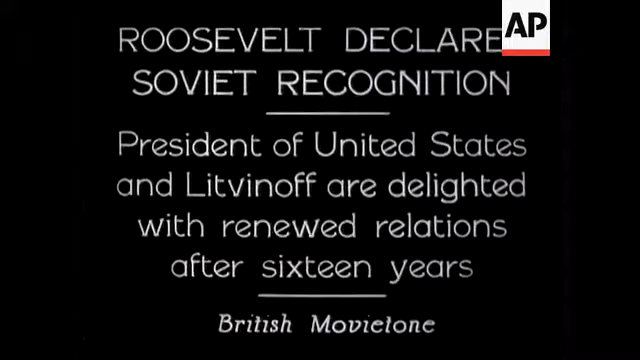 AP
ROOSEVELT DECLARE
SOVIET RECOGNITION
President of United States
and Litvinoff are delighted
with renewed relations
after sixteen years
British Movietone